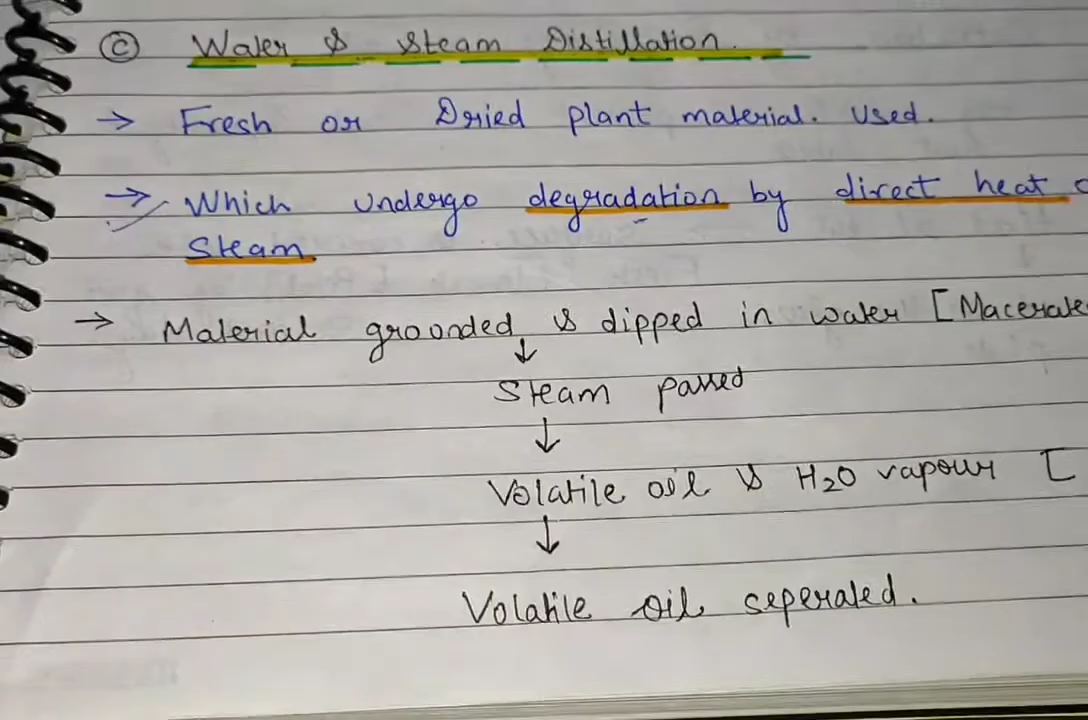 © Water & Steam Distillation.
→ Fresh or Dried plant material. Used.
→ Which undergo degradation by direct heat
Steam
→ Material grounded & dipped in water [Macerate
↓
Steam passed
↓
Volatile oil & H₂O vapour [
↓
Volatile oil seperated.